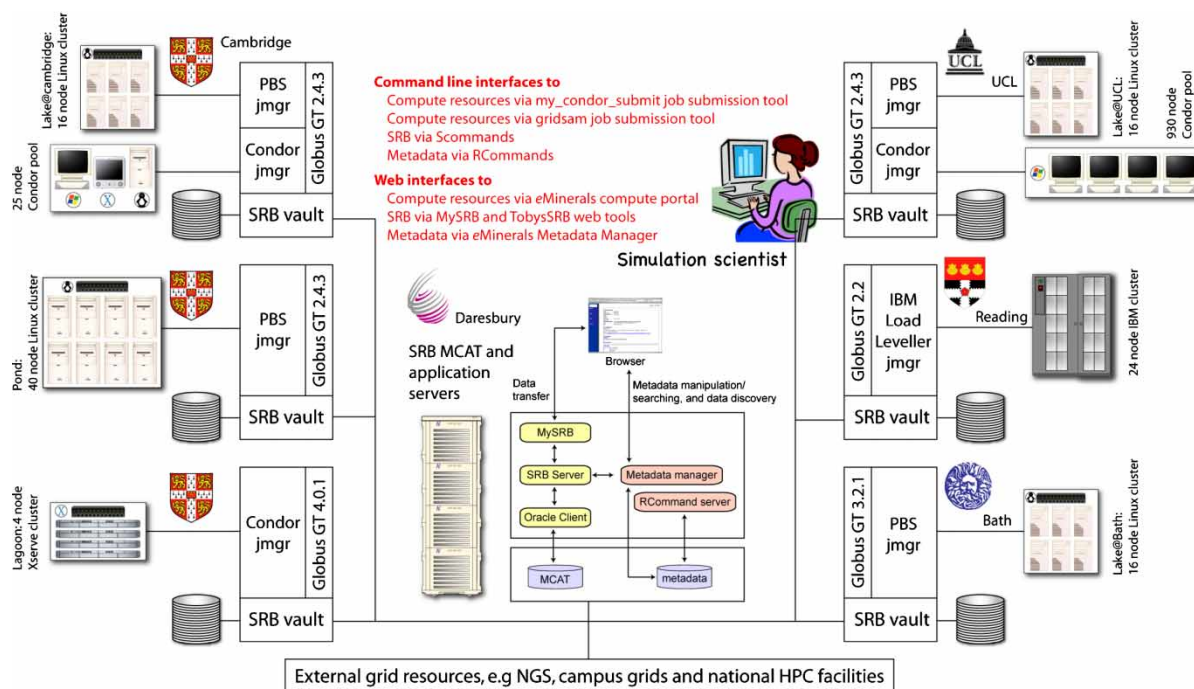 Lake@cambridge:
16 node Linux cluster
Cambridge
PBS
jmgr
Condor
jmgr
Globus GT 2.4.3
SRB vault
25 node
Condor pool
Command line interfaces to
Compute resources via my_condor_submit job submission tool
Compute resources via gridsam job submission tool
SRB via Scommands
Metadata via RCommands
Web interfaces to
Compute resources via eMinerals compute portal
SRB via MySRB and TobysSRB web tools
Metadata via eMinerals Metadata Manager
Simulation scientist
UCL
UCL
Globus GT 2.4.3
PBS
jmgr
Condor
jmgr
SRB vault
Lake@UCL:
16 node Linux cluster
930 node
Condor pool
Pond:
40 node Linux cluster
PBS
jmgr
Globus GT 2.4.3
SRB vault
Daresbury
SRB MCAT and
application
servers
Browser
Data
transfer
Metadata manipulation/
searching, and data discovery
MySRB
SRB Server
Metadata manager
RCommand server
Oracle Client
MCAT
metadata
Globus GT 2.2
IBM
Load
Leveller
jmgr
SRB vault
Reading
24 node IBM cluster
Lagoon: 4 node
Xserve cluster
Condor
jmgr
Globus GT 4.0.1
SRB vault
Globus GT 3.2.1
PBS
jmgr
SRB vault
Bath
Lake@Bath:
16 node Linux cluster
External grid resources, e.g NGS, campus grids and national HPC facilities